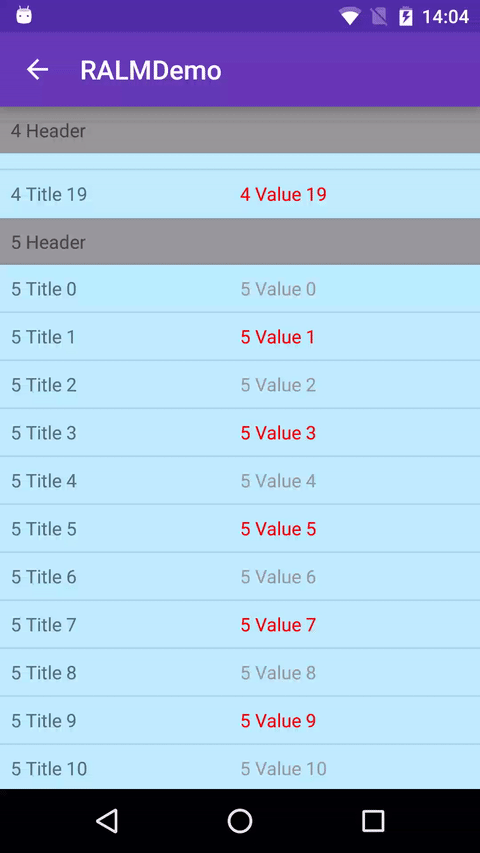 14:04
RALMDemo
4 Header
4 Title 19 4 Value 19
5 Header
5 Title 0 5 Value 0
5 Title 1 5 Value 1
5 Title 2 5 Value 2
5 Title 3 5 Value 3
5 Title 4 5 Value 4
5 Title 5 5 Value 5
5 Title 6 5 Value 6
5 Title 7 5 Value 7
5 Title 8 5 Value 8
5 Title 9 5 Value 9
5 Title 10 5 Value 10